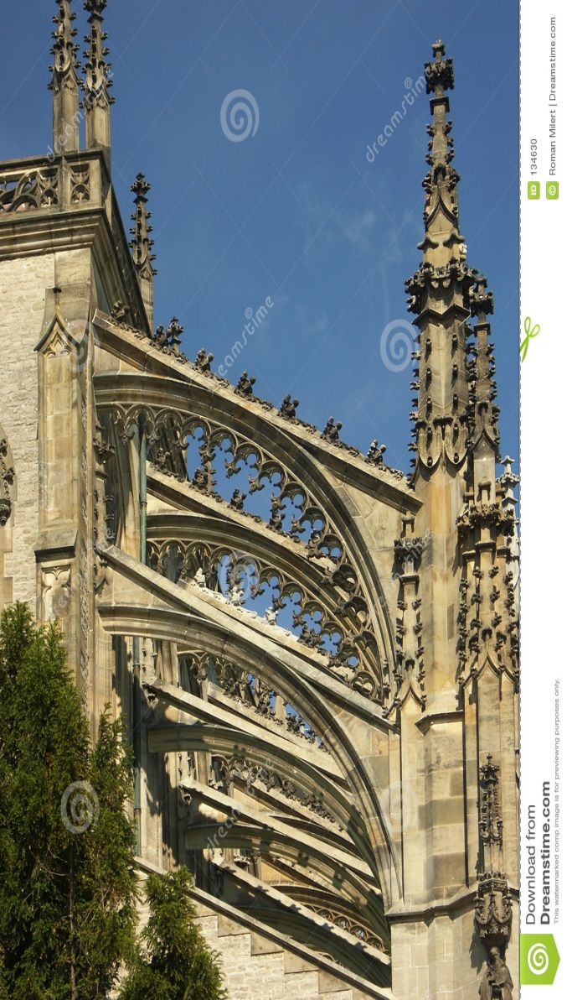 dreamstime
dreamstime
dreamstime
ID 134630
© Roman Milert | Dreamstime.com
Download from
Dreamstime.com
This watermarked comp image is for previewing purposes only.